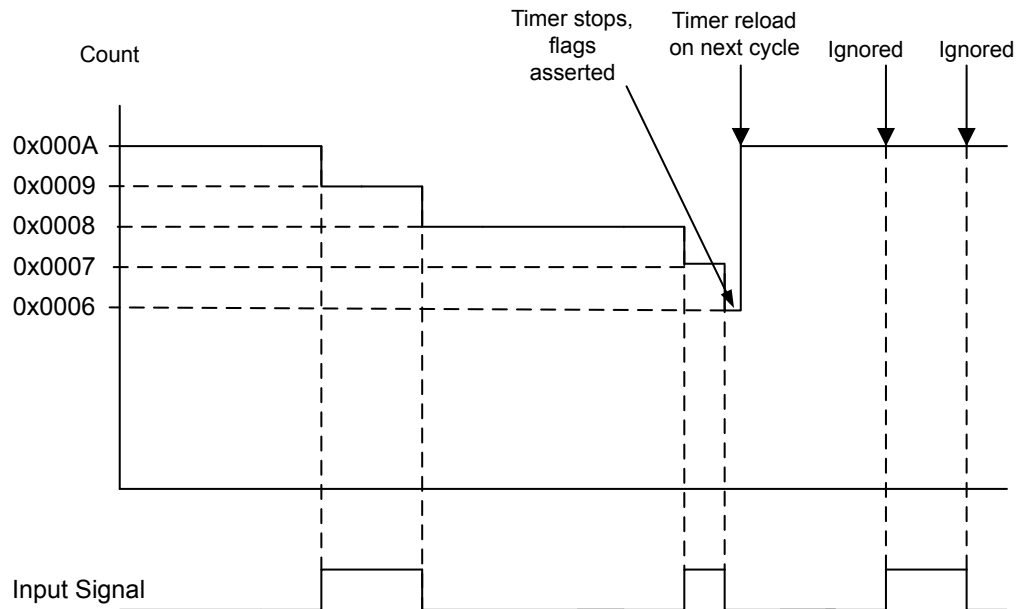 Timer stops,
flags
asserted
Timer reload
on next cycle
Ignored
Ignored
Count
0x000A
0x0009
0x0008
0x0007
0x0006
Input Signal